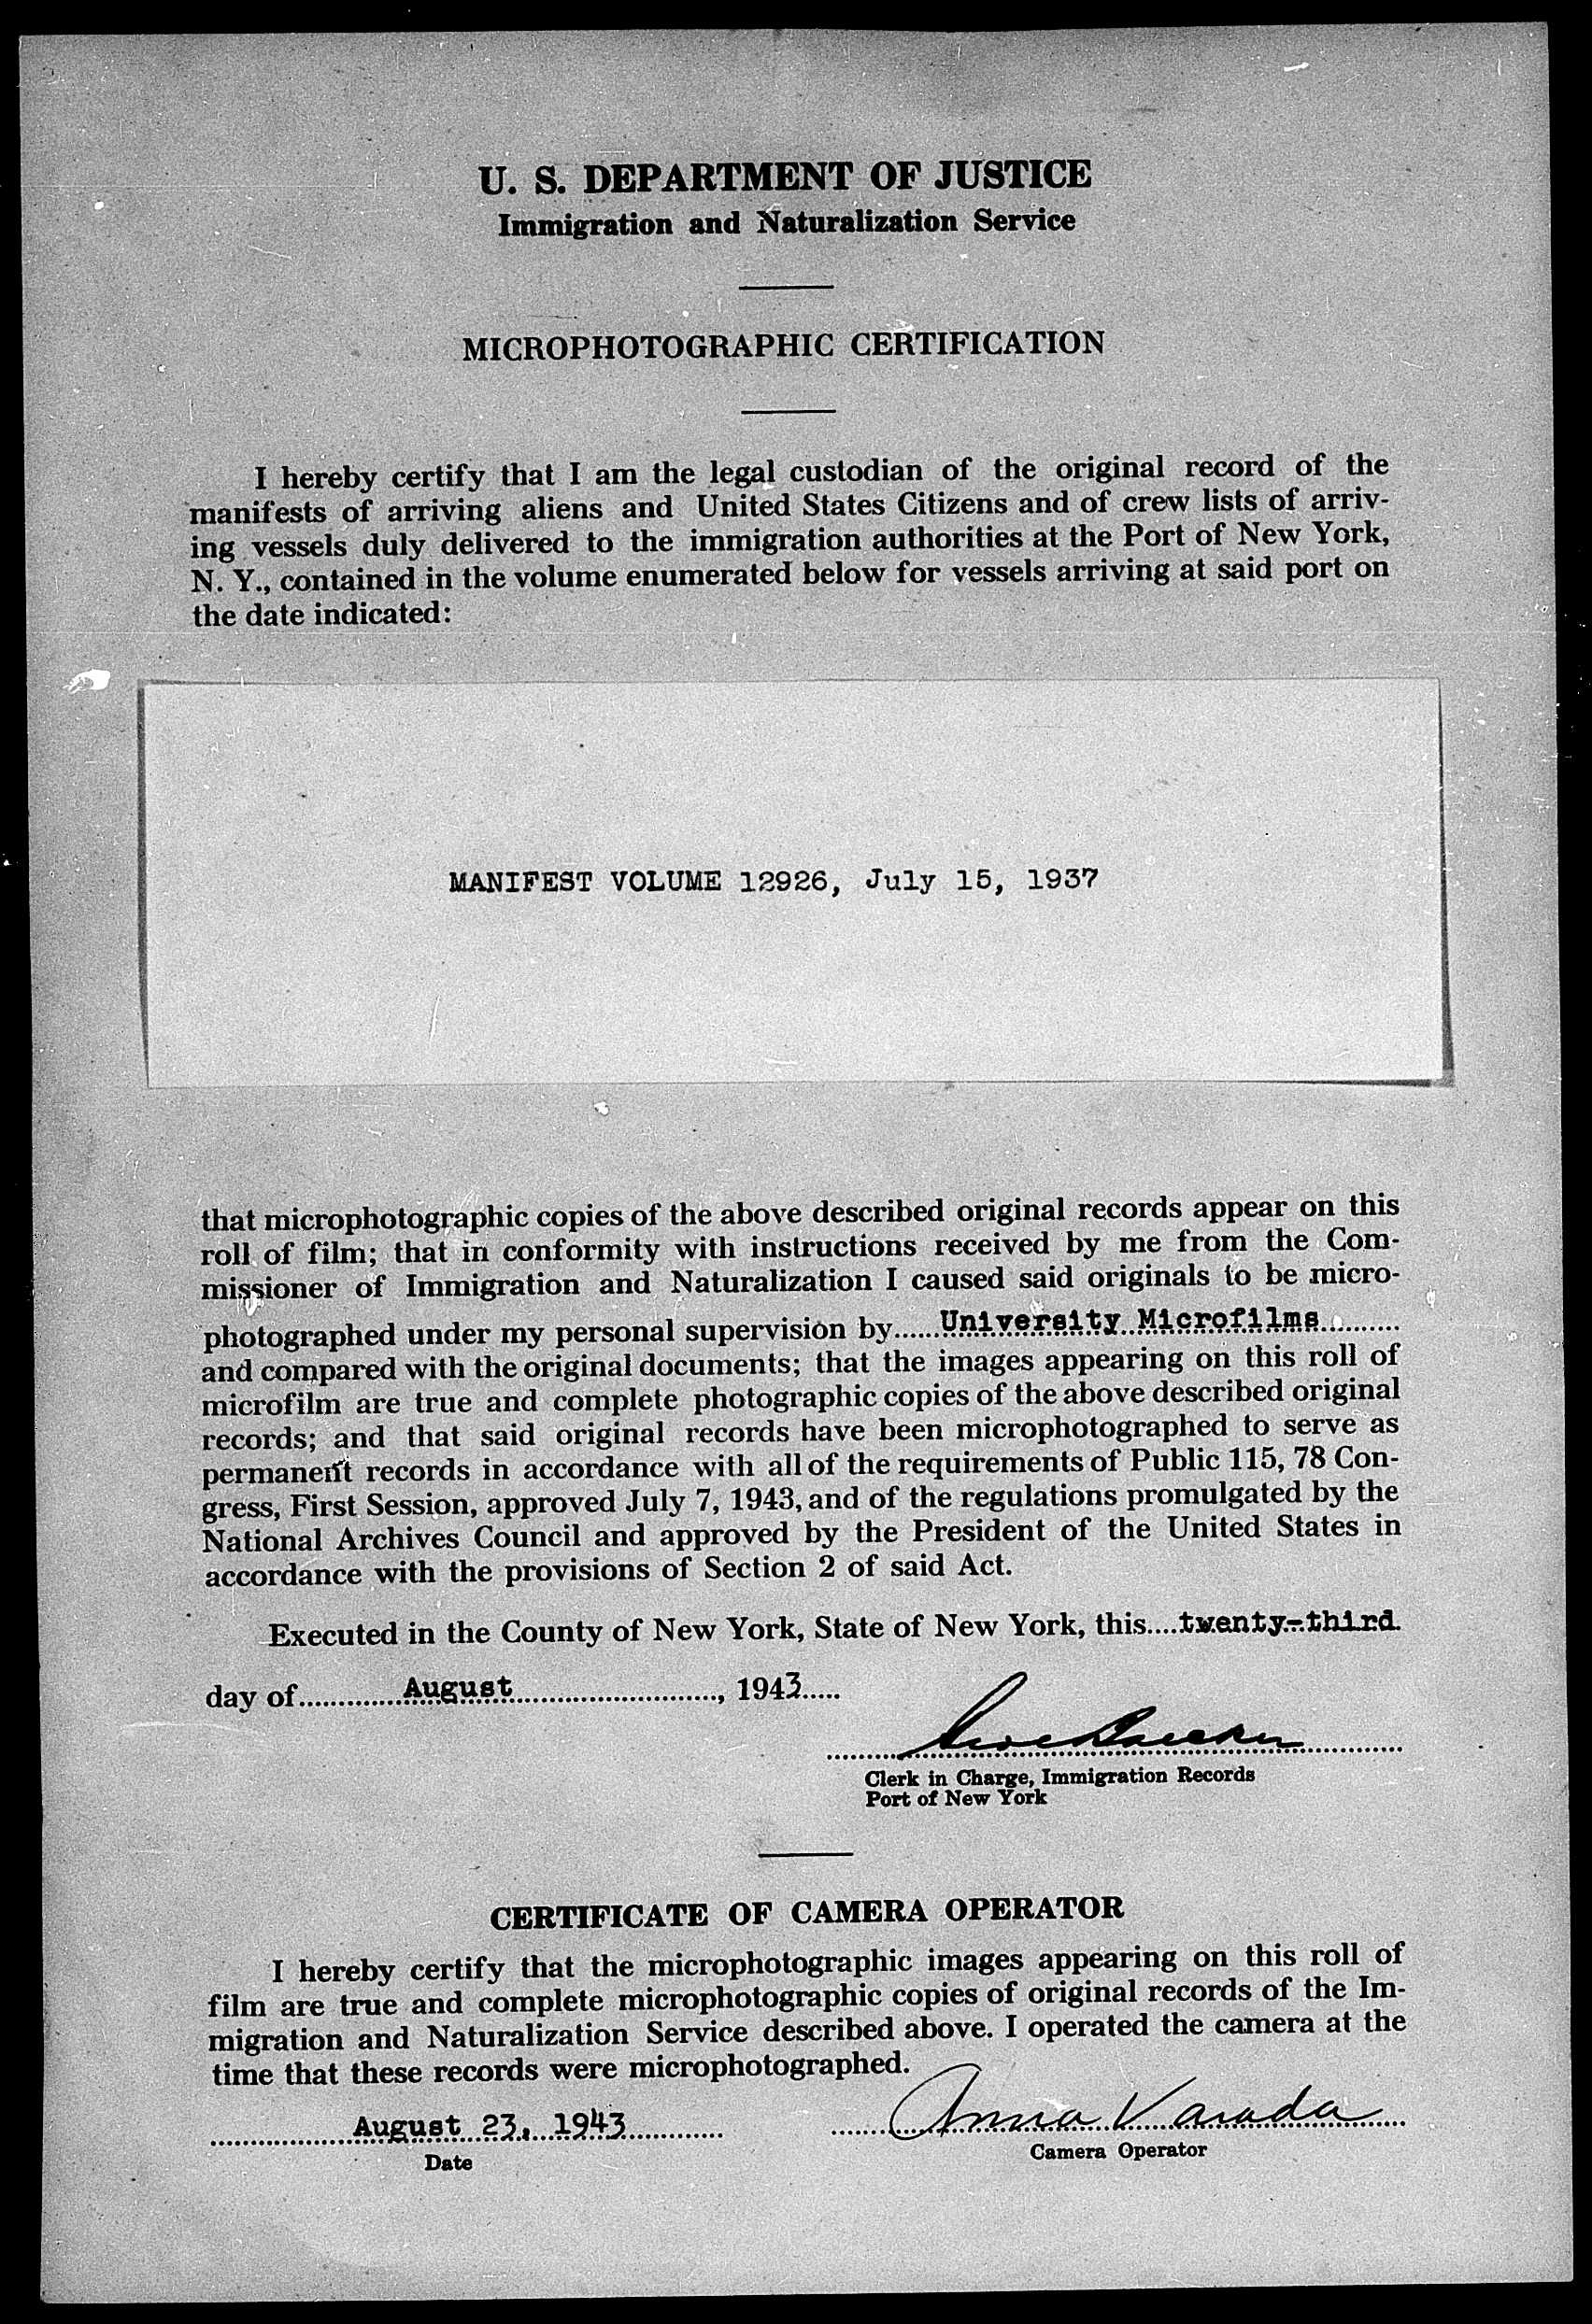 U. S. DEPARTMENT OF JUSTICE
Immigration and Naturalization Service
MICROPHOTOGRAPHIC CERTIFICATION
I hereby certify that I am the legal custodian of the original record of the
manifests of arriving aliens and United States Citizens and of crew lists of arriv-
ing vessels duly delivered to the immigration authorities at the Port of New York,
N. Y., contained in the volume enumerated below for vessels arriving at said port on
the date indicated:
MANIFEST VOLUME 12926, July 15, 1937
that microphotographic copies of the above described original records appear on this
roll of film; that in conformity with instructions received by me from the Com-
missioner of Immigration and Naturalization I caused said originals to be micro-
photographed under my personal supervision by......University Microfilms..........
and compared with the original documents; that the images appearing on this roll of
microfilm are true and complete photographic copies of the above described original
records; and that said original records have been microphotographed to serve as
permanent records in accordance with all of the requirements of Public 115, 78 Con-
gress, First Session, approved July 7, 1943, and of the regulations promulgated by the
National Archives Council and approved by the President of the United States in
accordance with the provisions of Section 2 of said Act.
Executed in the County of New York, State of New York, this....twenty-third.
day of..............August............................, 1943.....
Clerk in Charge, Immigration Records
Port of New York
CERTIFICATE OF CAMERA OPERATOR
I hereby certify that the microphotographic images appearing on this roll of
film are true and complete microphotographic copies of original records of the Im-
migration and Naturalization Service described above. I operated the camera at the
time that these records were microphotographed.
August 23, 1943 Anna Varada
Date Camera Operator